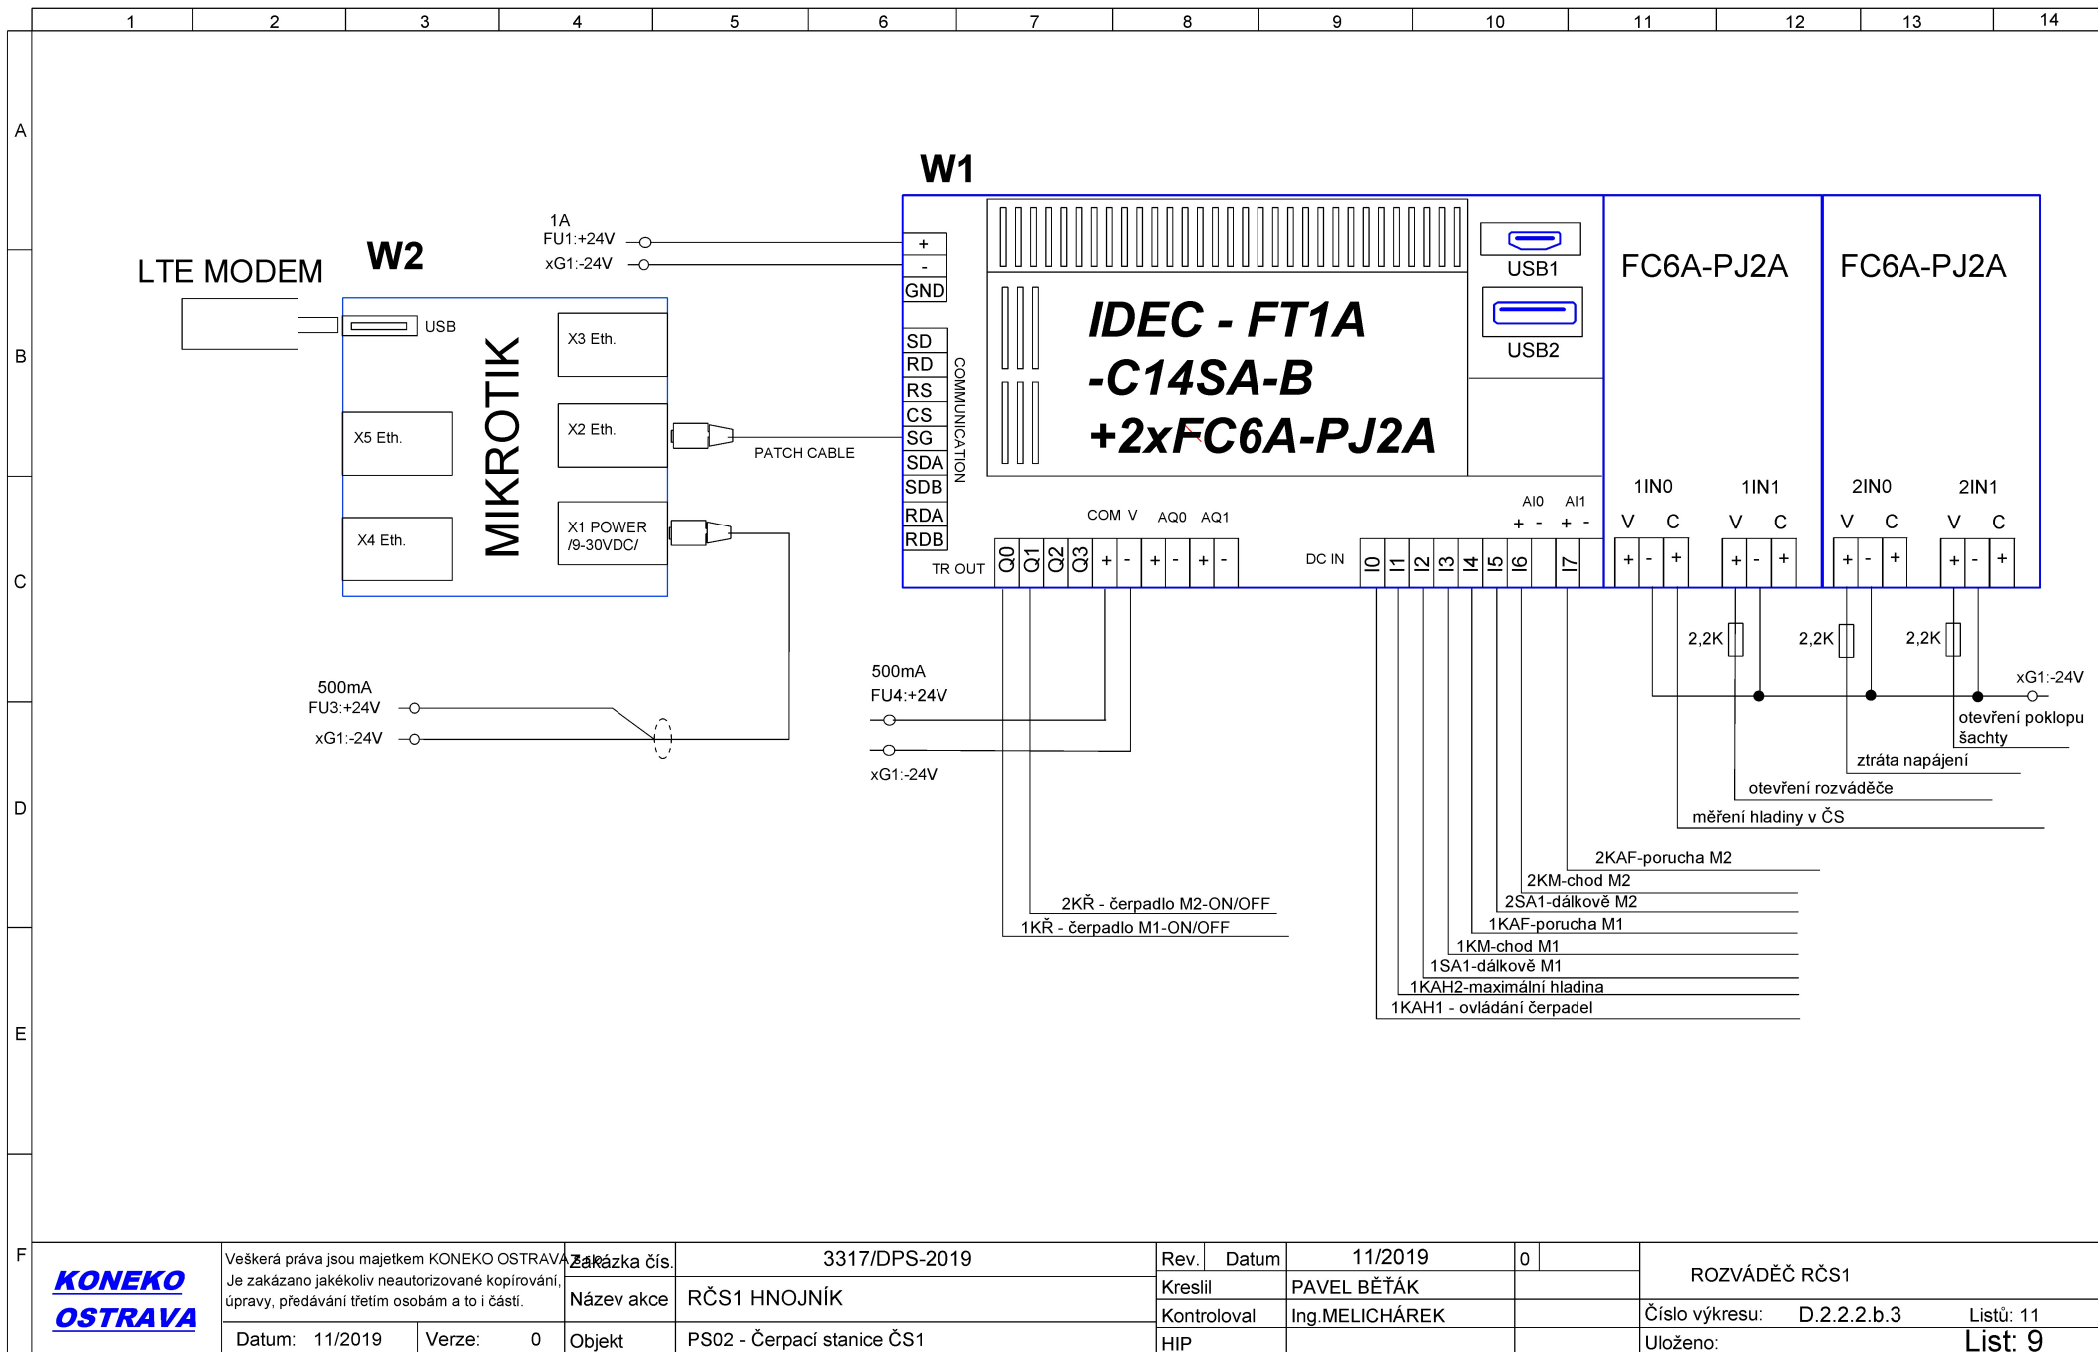 1 2 3 4 5 6 7 8 9 10 11 12 13 14
A
B
C
D
E
F
W1
W2
LTE MODEM
USB
MIKROTIK
X3 Eth.
X2 Eth.
X5 Eth.
X4 Eth.
X1 POWER
/9-30VDC/
PATCH CABLE
1A
FU1:+24V
xG1:-24V
500mA
FU3:+24V
xG1:-24V
500mA
FU4:+24V
xG1:-24V
+
-
GND
SD
RD
RS
CS
SG
SDA
SDB
RDA
RDB
COMMUNICATION
IDEC - FT1A
-C14SA-B
+2xFC6A-PJ2A
USB1
USB2
FC6A-PJ2A
FC6A-PJ2A
COM V AQ0 AQ1
TR OUT Q0 Q1 Q2 Q3 + - + - + -
AI0 AI1
+ - + -
DC IN I0 I1 I2 I3 I4 I5 I6 I7
1IN0 1IN1 2IN0 2IN1
V C V C V C V C
+ - + + - + + - + + - +
2,2K 2,2K 2,2K
xG1:-24V
otevření poklopu
šachty
ztráta napájení
otevření rozváděče
měření hladiny v ČS
2KAF-porucha M2
2KM-chod M2
2SA1-dálkově M2
1KAF-porucha M1
1KM-chod M1
1SA1-dálkově M1
1KAH2-maximální hladina
1KAH1 - ovládání čerpadel
2KŘ - čerpadlo M2-ON/OFF
1KŘ - čerpadlo M1-ON/OFF
KONEKO
OSTRAVA
Veškerá práva jsou majetkem KONEKO OSTRAVA
Je zakázáno jakékoliv neautorizované kopírování,
úpravy, předávání třetím osobám a to i částí.
Datum: 11/2019 Verze: 0
Zakázka čís. 3317/DPS-2019
Název akce RČS1 HNOJNÍK
Objekt PS02 - Čerpací stanice ČS1
Rev. Datum 11/2019 0
Kreslil PAVEL BĚŤÁK
Kontroloval Ing.MELICHÁREK
HIP
ROZVÁDĚČ RČS1
Číslo výkresu: D.2.2.2.b.3 Listů: 11
Uloženo: List: 9